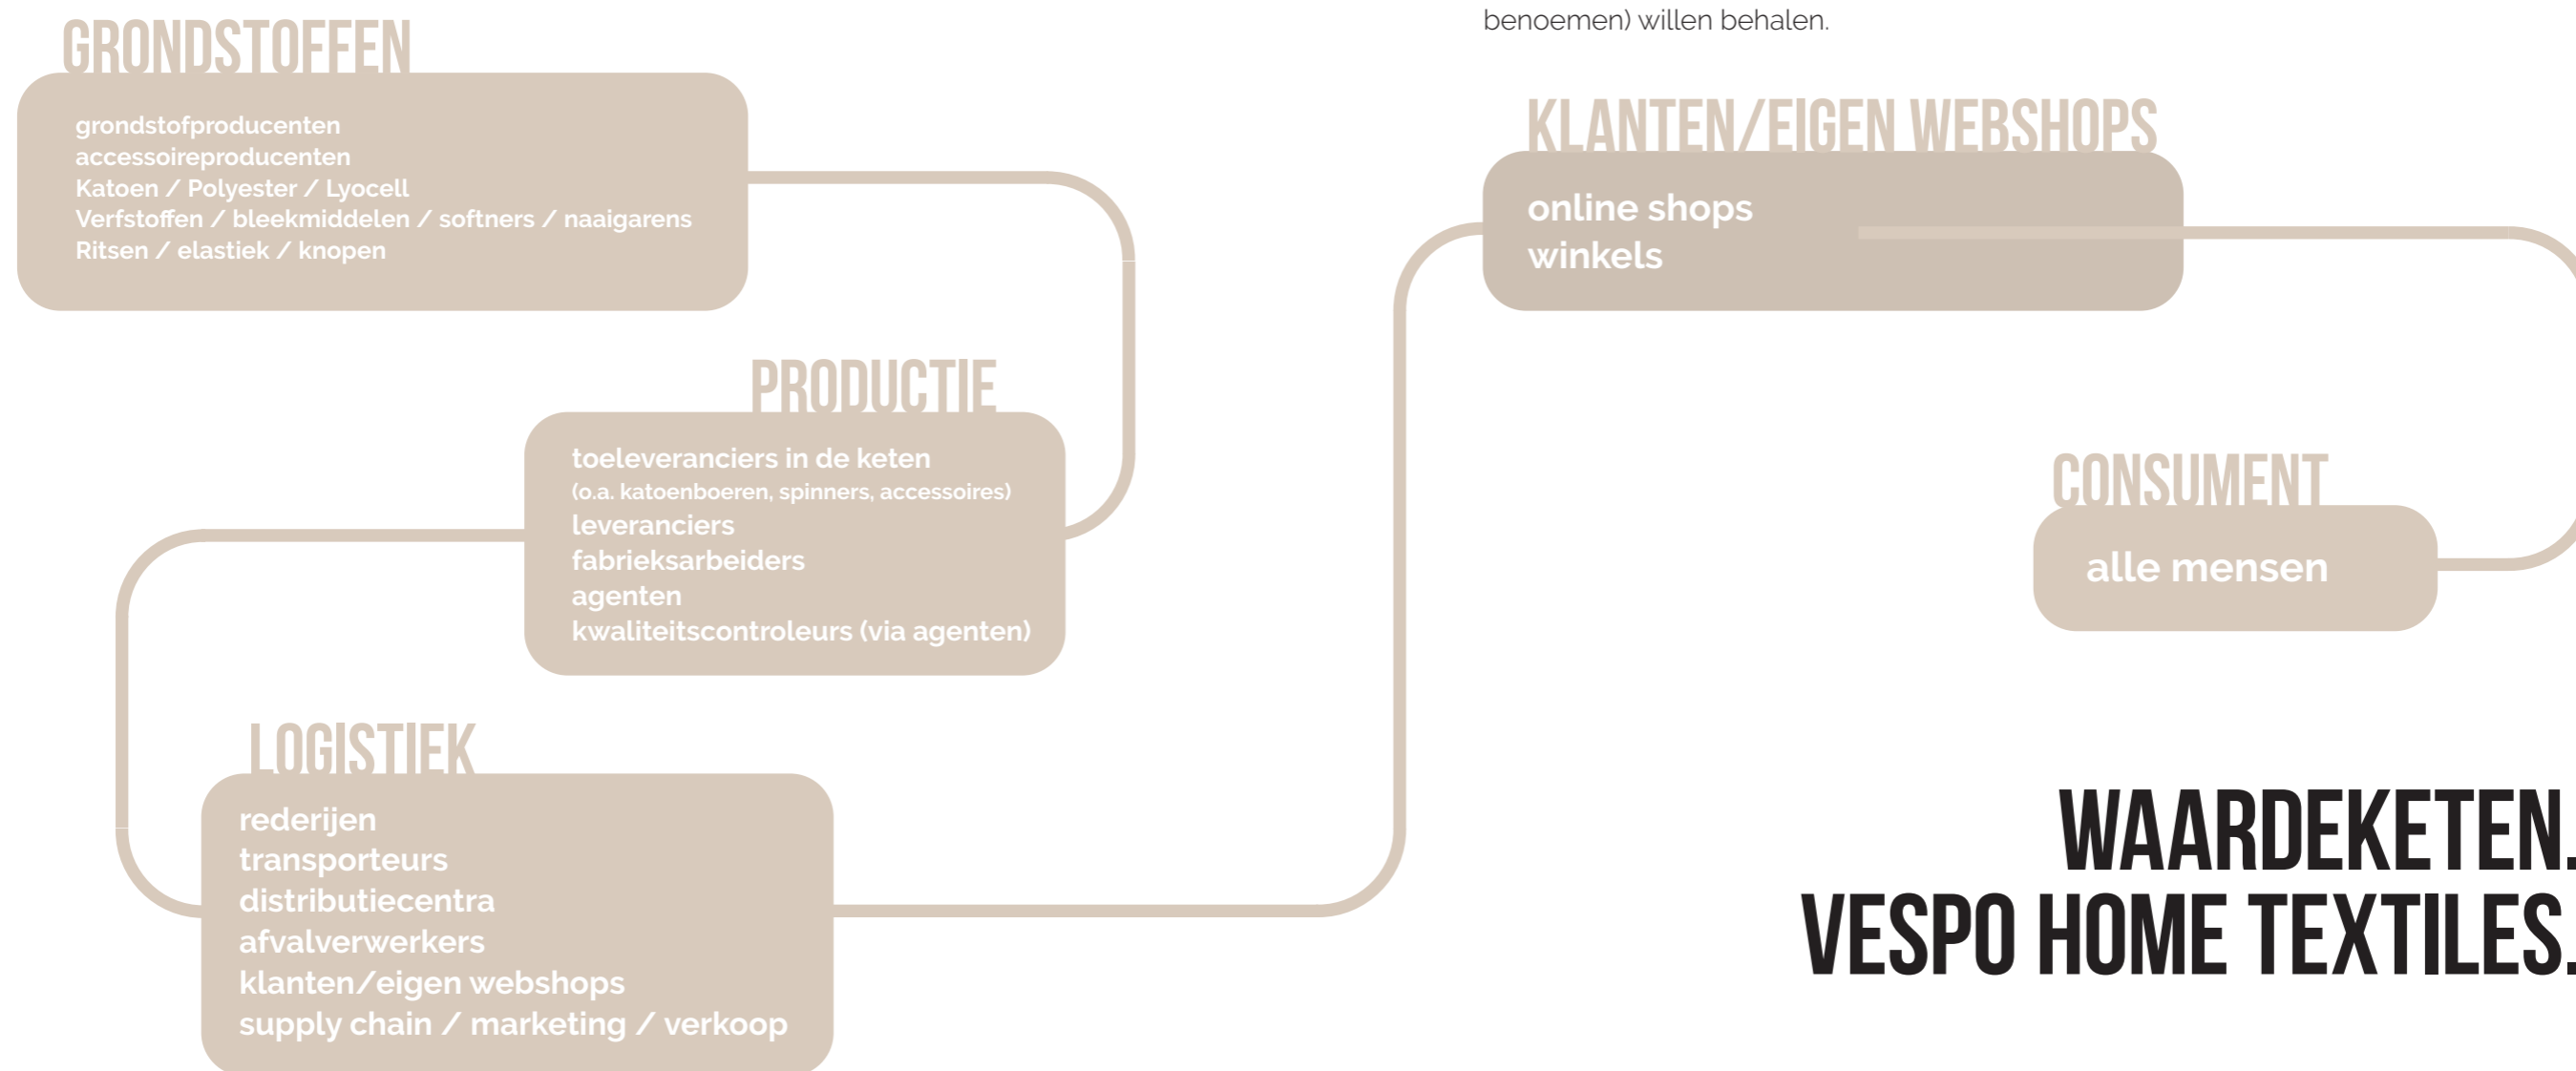 GRONDSTOFFEN
grondstofproducenten
accessoireproducenten
Katoen / Polyester / Lyocell
Verfstoffen / bleekmiddelen / softners / naaigarens
Ritsen / elastiek / knopen
PRODUCTIE
toeleveranciers in de keten
(o.a. katoenboeren, spinners, accessoires)
leveranciers
fabrieksarbeiders
agenten
kwaliteitscontroleurs (via agenten)
LOGISTIEK
rederijen
transporteurs
distributiecentra
afvalverwerkers
klanten/eigen webshops
supply chain / marketing / verkoop
benoemen) willen behalen.
KLANTEN/EIGEN WEBSHOPS
online shops
winkels
CONSUMENT
alle mensen
WAARDEKETEN.
VESPO HOME TEXTILES.